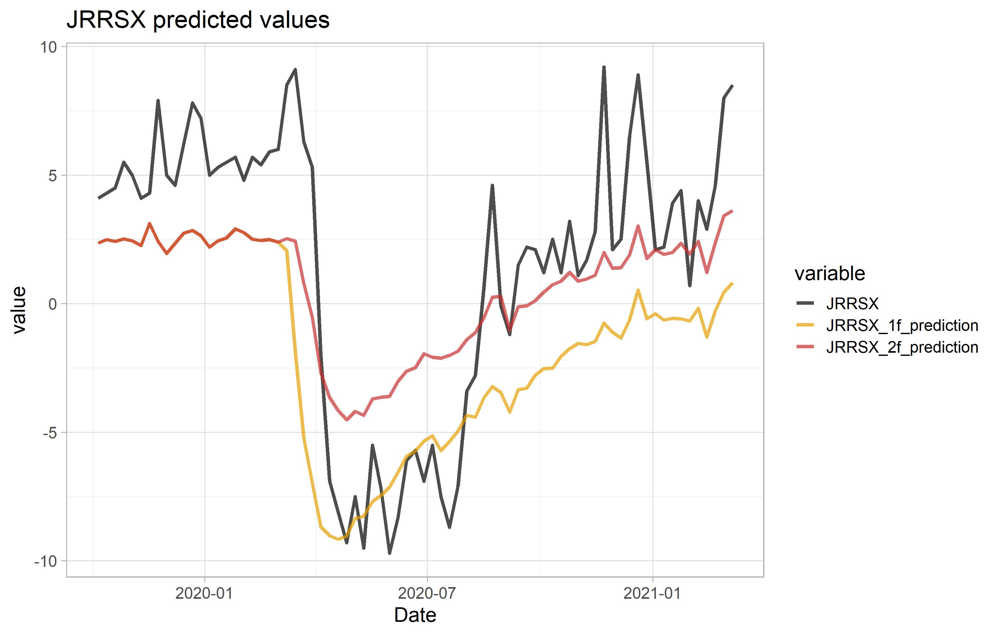 JRRSX predicted values
10
5
0
-5
-10
value
2020-01
2020-07
2021-01
Date
variable
JRRSX
JRRSX_1f_prediction
JRRSX_2f_prediction